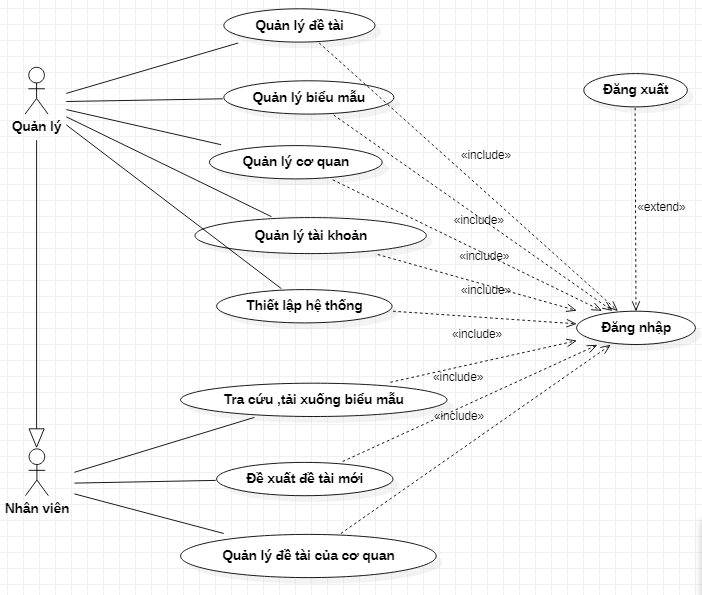 Quản lý đề tài
Quản lý
Quản lý biểu mẫu
Đăng xuất
Quản lý cơ quan
«include»
«extend»
«include»
Quản lý tài khoản
«include»
«include»
Thiết lập hệ thống
Đăng nhập
«include»
«include»
Tra cứu ,tải xuống biểu mẫu
«include»
Đề xuất đề tài mới
Nhân viên
Quản lý đề tài của cơ quan